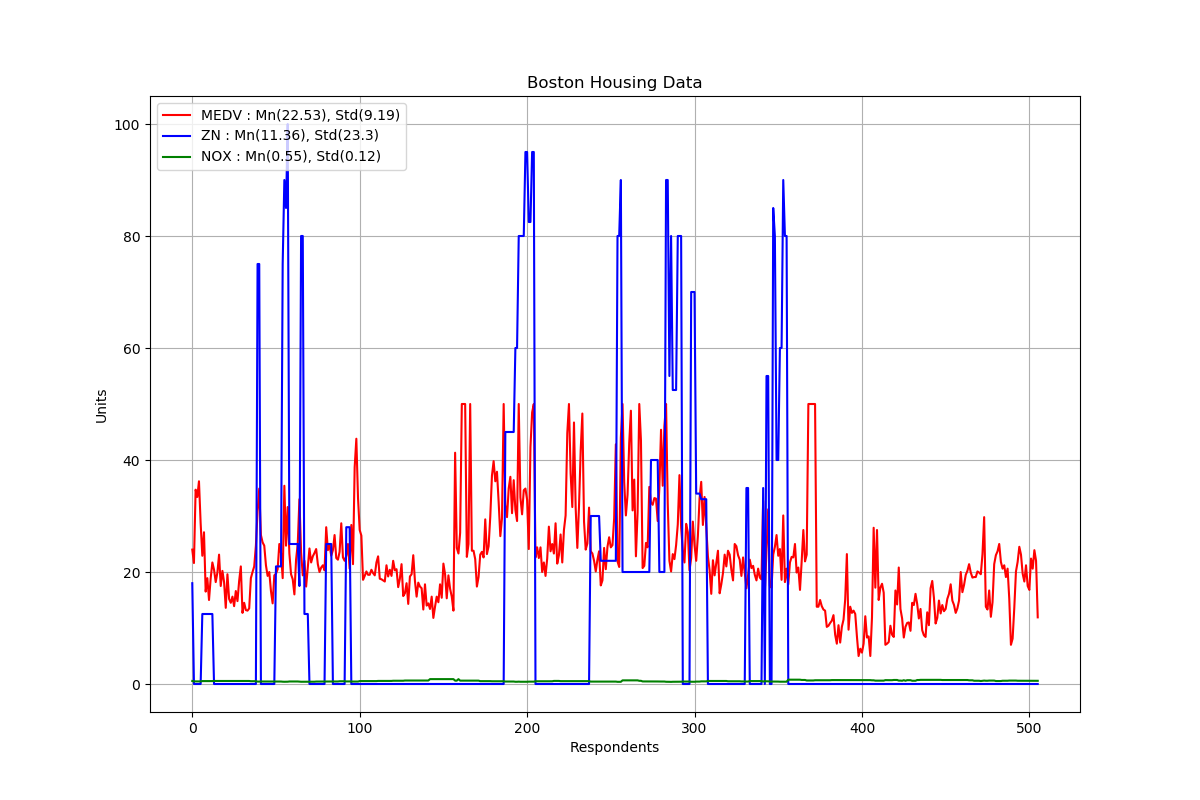 Boston Housing Data
MEDV : Mn(22.53), Std(9.19)
ZN : Mn(11.36), Std(23.3)
NOX : Mn(0.55), Std(0.12)
100
80
60
40
20
0
Units
0 100 200 300 400 500
Respondents